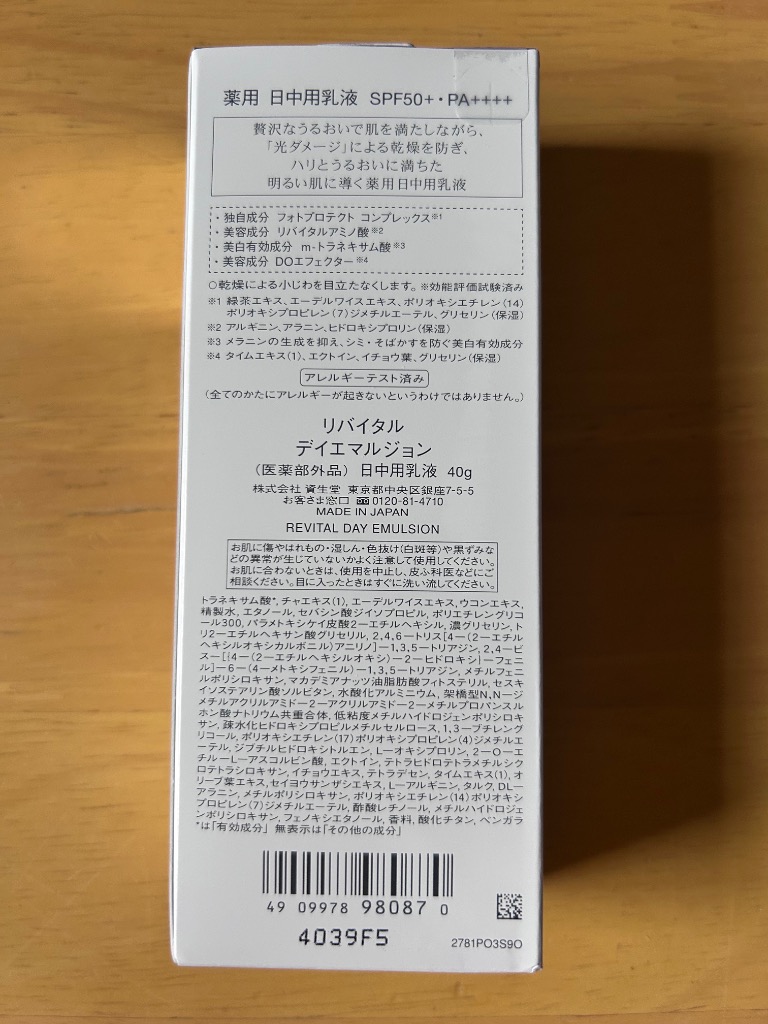 薬用 日中用乳液 SPF50+・PA++++
贅沢なうるおいで肌を満たしながら、
「光ダメージ」による乾燥を防ぎ、
ハリとうるおいに満ちた
明るい肌に導く薬用日中用乳液
・独自成分 フォトプロテクト コンプレックス※1
・美容成分 リバイタルアミノ酸※2
・美白有効成分 m-トラネキサム酸※3
・美容成分 DOエフェクター※4
○乾燥による小じわを目立たなくします。※効能評価試験済み
※1 緑茶エキス、エーデルワイスエキス、ポリオキシエチレン(14)
ポリオキシプロピレン(7)ジメチルエーテル、グリセリン(保湿)
※2 アルギニン、アラニン、ヒドロキシプロリン(保湿)
※3 メラニンの生成を抑え、シミ・そばかすを防ぐ美白有効成分
※4 タイムエキス(1)、エクトイン、イチョウ葉、グリセリン(保湿)
アレルギーテスト済み
(全てのかたにアレルギーが起きないというわけではありません。)
リバイタル
デイエマルジョン
(医薬部外品) 日中用乳液 40g
株式会社 資生堂 東京都中央区銀座7-5-5
お客さま窓口 0120-81-4710
MADE IN JAPAN
REVITAL DAY EMULSION
お肌に傷やはれもの・湿しん・色抜け(白斑等)や黒ずみな
どの異常が生じていないかよく注意して使用してください。
お肌に合わないときは、使用を中止し、皮ふ科医などにご
相談ください。目に入ったときはすぐに洗い流してください。
トラネキサム酸*, チャエキス(1), エーデルワイスエキス, ウコンエキス,
精製水, エタノール, セバシン酸ジイソプロピル, ポリエチレングリコ
ール300, パラメトキシケイ皮酸2ーエチルヘキシル, 濃グリセリン, ト
リ2ーエチルヘキサン酸グリセリル, 2,4,6ートリス[4ー(2ーエチル
ヘキシルオキシカルボニル)アニリノ]ー1,3,5ートリアジン, 2,4ービ
スー[{4ー(2ーエチルヘキシルオキシ)ー2ーヒドロキシ}ーフェニ
ル]ー6ー(4ーメトキシフェニル)ー1,3,5ートリアジン, メチルフェニ
ルポリシロキサン, マカデミアナッツ油脂肪酸フィトステリル, セスキ
イソステアリン酸ソルビタン, 水酸化アルミニウム, 架橋型N,Nージ
メチルアクリルアミドー2ーアクリルアミドー2ーメチルプロパンスル
ホン酸ナトリウム共重合体, 低粘度メチルハイドロジェンポリシロキ
サン, 疎水化ヒドロキシプロピルメチルセルロース, 1,3ーブチレング
リコール, ポリオキシエチレン(17)ポリオキシプロピレン(4)ジメチルエ
ーテル, ジブチルヒドロキシトルエン, Lーオキシプロリン, 2ーOーエ
チルーLーアスコルビン酸, エクトイン, テトラヒドロテトラメチルシク
ロテトラシロキサン, イチョウエキス, テトラデセン, タイムエキス(1), オ
リーブ葉エキス, セイヨウサンザシエキス, Lーアルギニン, タルク, DLー
アラニン, メチルポリシロキサン, ポリオキシエチレン(14)ポリオキシ
プロピレン(7)ジメチルエーテル, 酢酸レチノール, メチルハイドロジェ
ンポリシロキサン, フェノキシエタノール, 香料, 酸化チタン, ベンガラ
*は「有効成分」 無表示は「その他の成分」
49 09978 98087 0
4039F5
2781PO3S9O